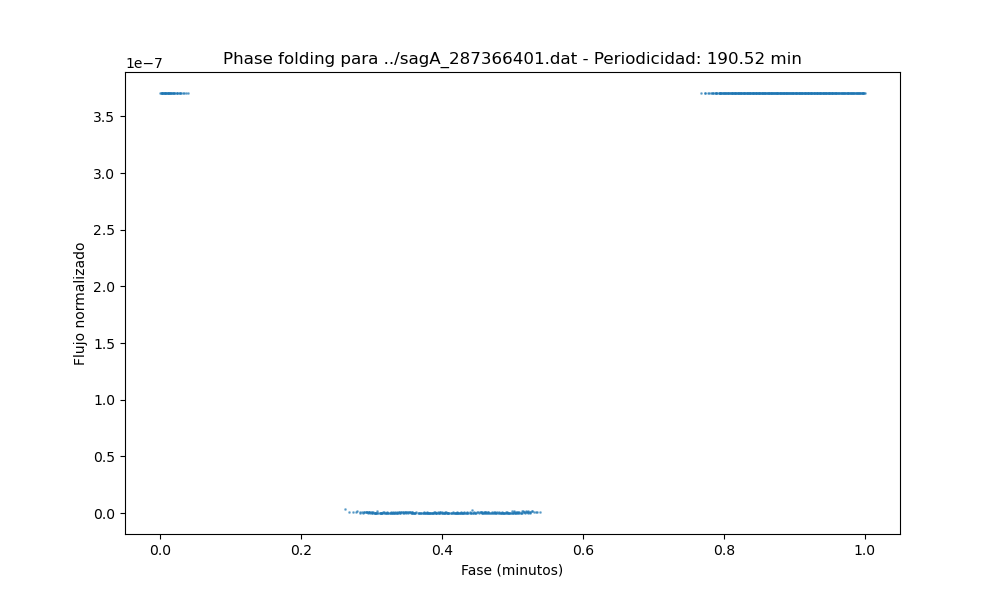 Phase folding para ../sagA_287366401.dat - Periodicidad: 190.52 min
1e−7
3.5
3.0
2.5
2.0
1.5
1.0
0.5
0.0
Flujo normalizado
0.0 0.2 0.4 0.6 0.8 1.0
Fase (minutos)